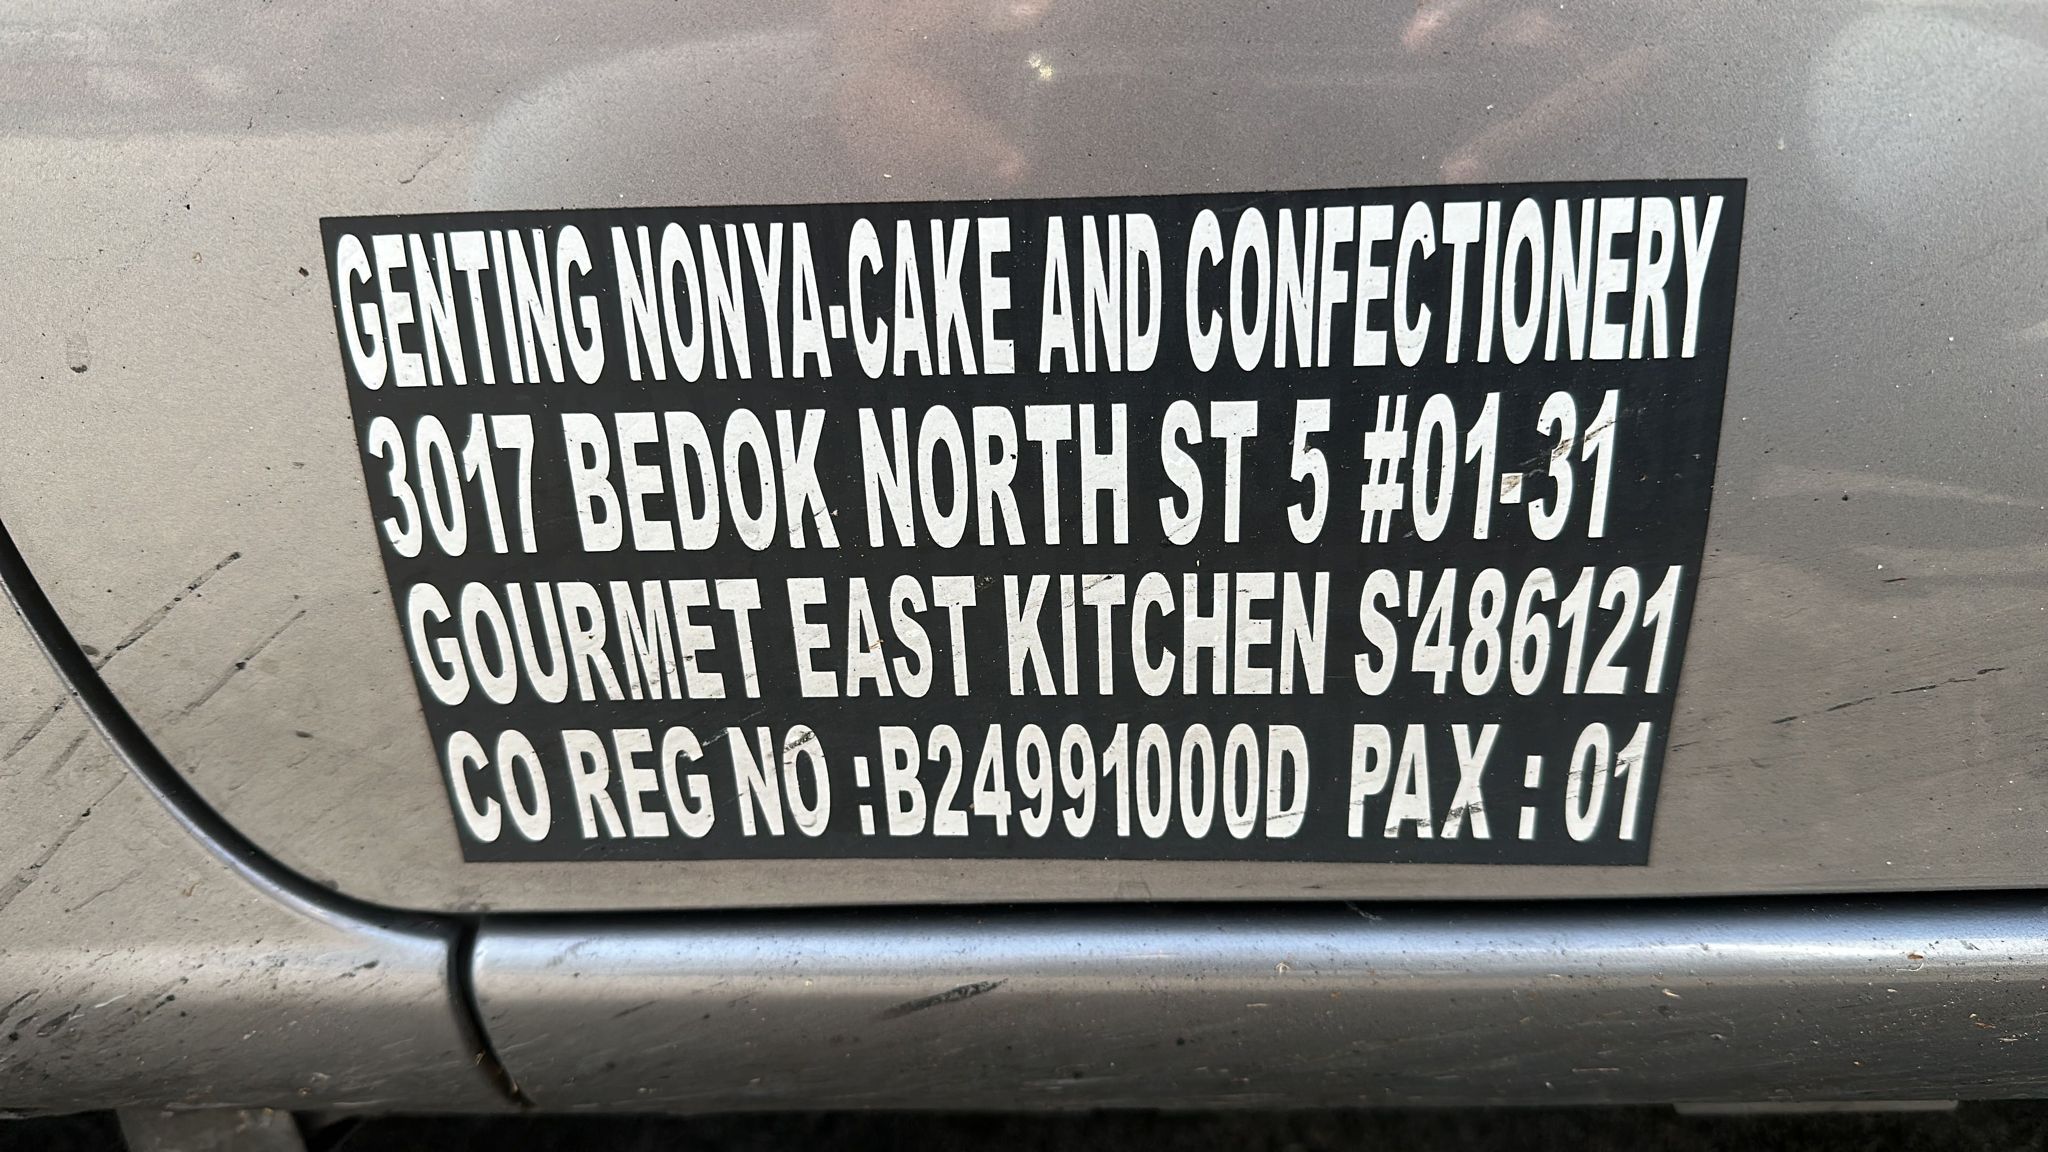 GENTING NONYA-CAKE AND CONFECTIONERY
3017 BEDOK NORTH ST 5 #01-31
GOURMET EAST KITCHEN S'486121
CO REG NO :B24991000D PAX : 01